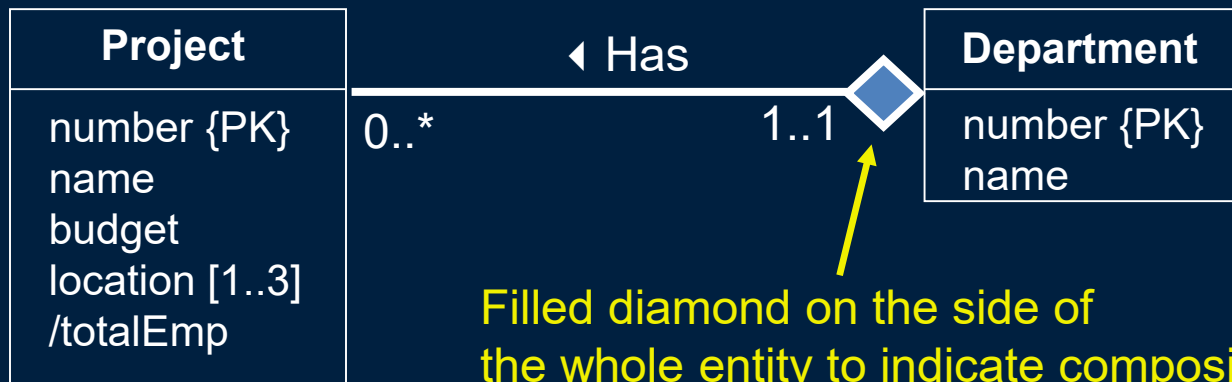 Project
number {PK}
name
budget
location [1..3]
/totalEmp
Has
0..*
1..1
Department
number {PK}
name
Filled diamond on the side of
the whole entity to indicate